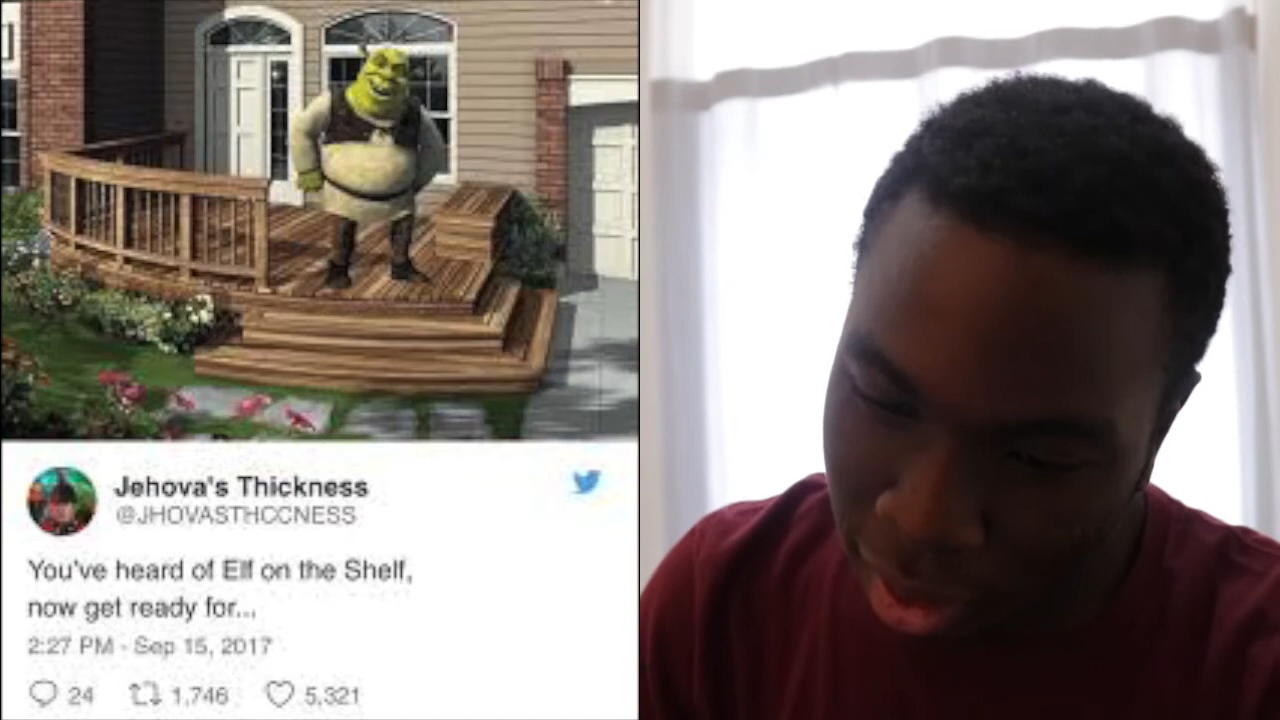 Jehova's Thickness
@JHOVASTHCCNESS
You've heard of Elf on the Shelf,
now get ready for...
2:27 PM - Sep 15, 2017
24 1,746 5,321